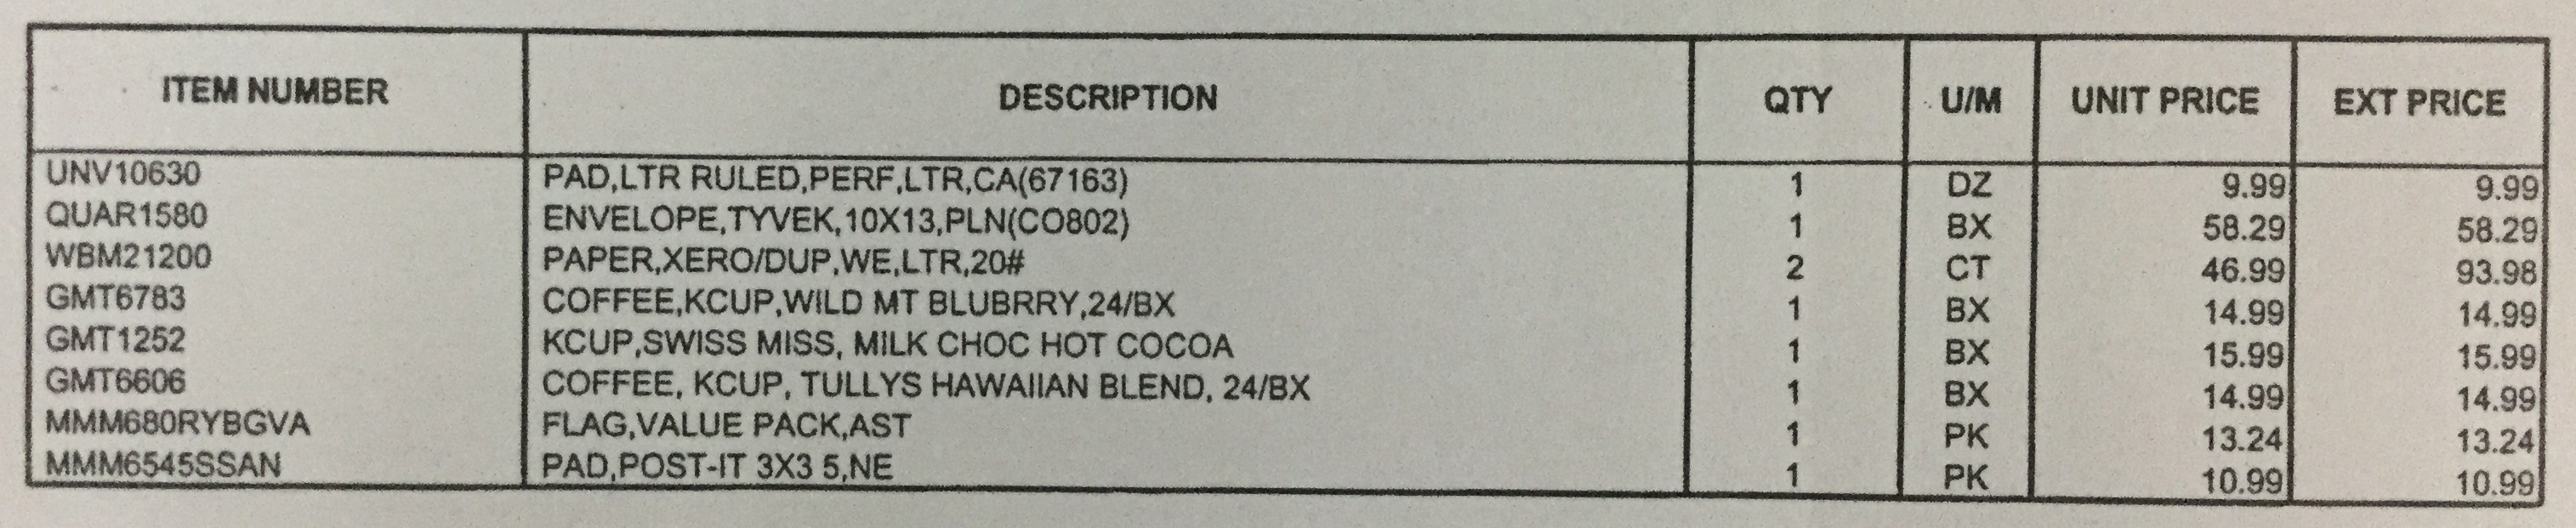 ITEM NUMBER DESCRIPTION QTY U/M UNIT PRICE EXT PRICE
UNV10630 PAD,LTR RULED,PERF,LTR,CA(67163) 1 DZ 9.99 9.99
QUAR1580 ENVELOPE,TYVEK,10X13,PLN(CO802) 1 BX 58.29 58.29
WBM21200 PAPER,XERO/DUP,WE,LTR,20# 2 CT 46.99 93.98
GMT6783 COFFEE,KCUP,WILD MT BLUBRRY,24/BX 1 BX 14.99 14.99
GMT1252 KCUP,SWISS MISS, MILK CHOC HOT COCOA 1 BX 15.99 15.99
GMT6606 COFFEE, KCUP, TULLYS HAWAIIAN BLEND, 24/BX 1 BX 14.99 14.99
MMM680RYBGVA FLAG,VALUE PACK,AST 1 PK 13.24 13.24
MMM6545SSAN PAD,POST-IT 3X3 5,NE 1 PK 10.99 10.99